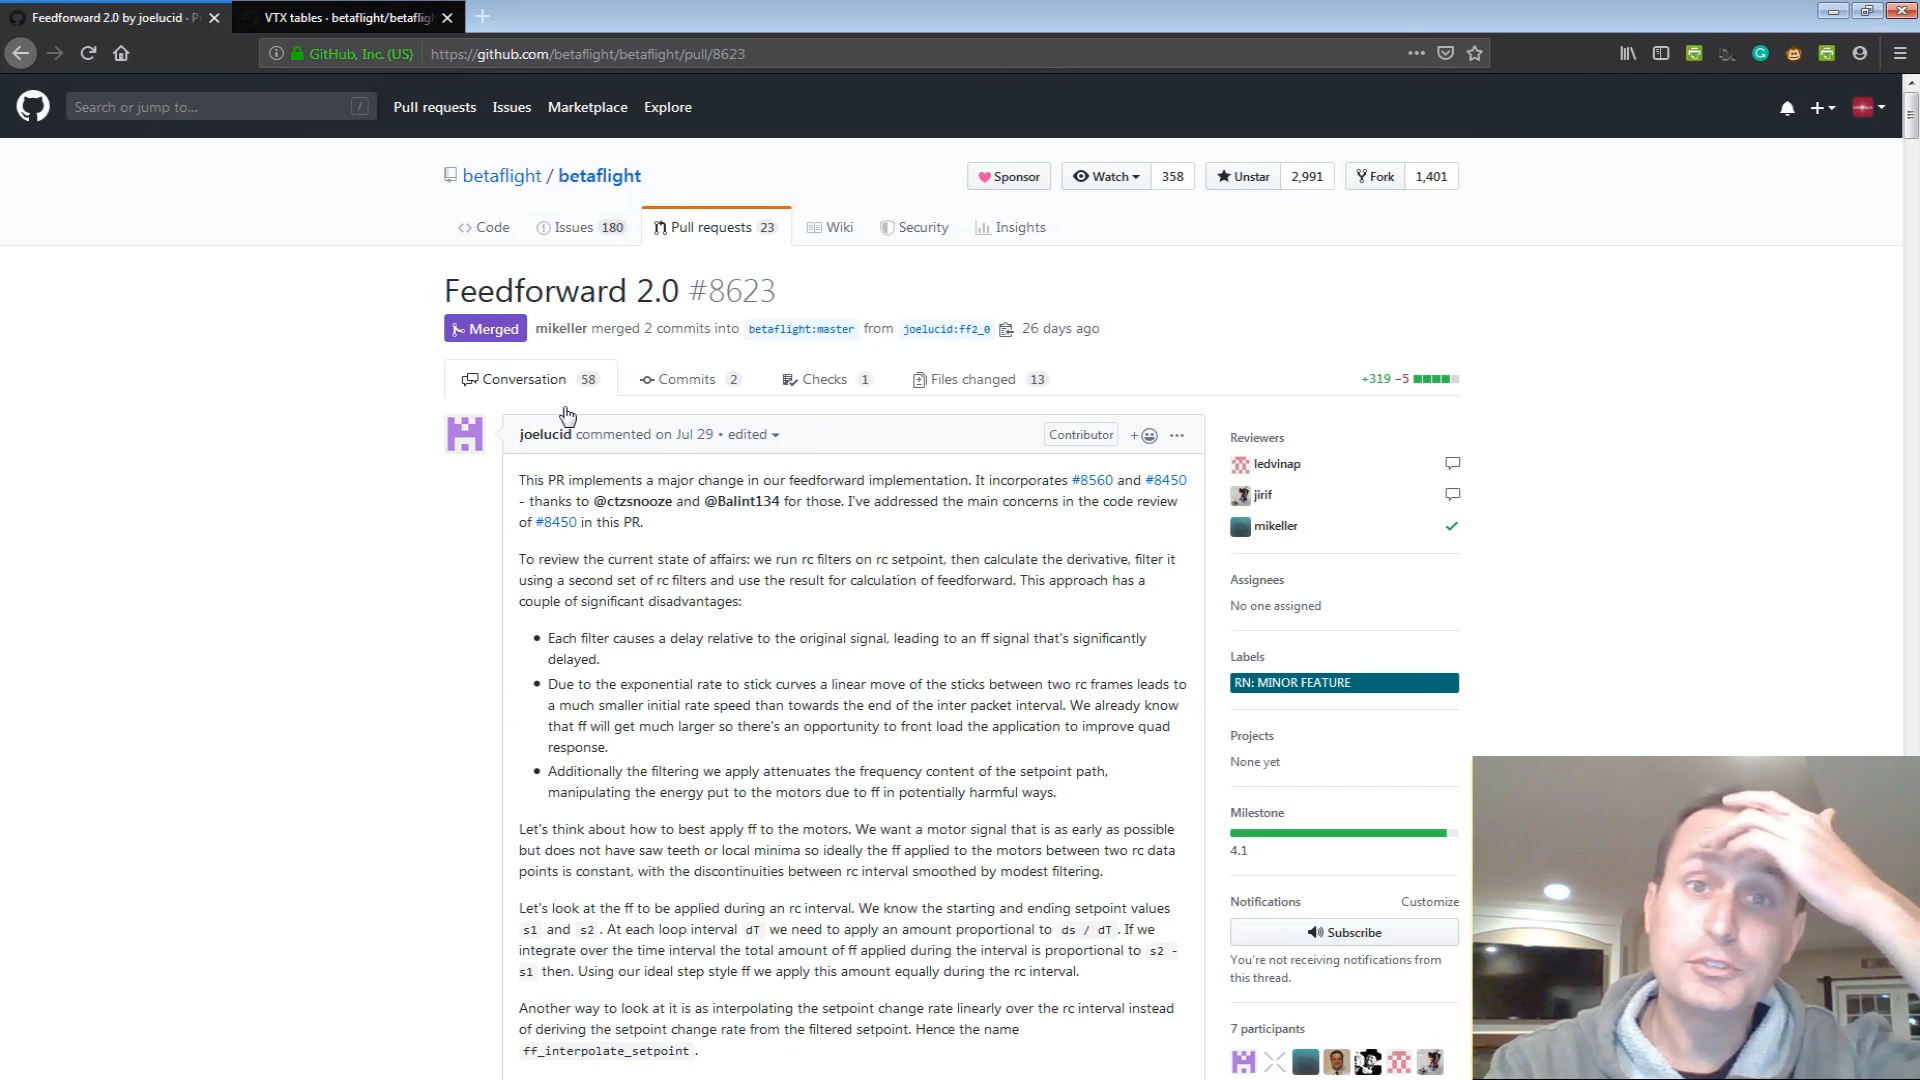 Feedforward 2.0 by joelucid · P
VTX tables · betaflight/betaflig
GitHub, Inc. (US)
https://github.com/betaflight/betaflight/pull/8623
Search or jump to...
/
Pull requests
Issues
Marketplace
Explore
betaflight / betaflight
Sponsor
Watch
358
Unstar
2,991
Fork
1,401
Code
Issues 180
Pull requests 23
Wiki
Security
Insights
Feedforward 2.0 #8623
Merged
mikeller merged 2 commits into betaflight:master from joelucid:ff2_0 26 days ago
Conversation 58
Commits 2
Checks 1
Files changed 13
+319 −5
joelucid commented on Jul 29 • edited
Contributor
This PR implements a major change in our feedforward implementation. It incorporates #8560 and #8450
- thanks to @ctzsnooze and @Balint134 for those. I've addressed the main concerns in the code review
of #8450 in this PR.
To review the current state of affairs: we run rc filters on rc setpoint, then calculate the derivative, filter it
using a second set of rc filters and use the result for calculation of feedforward. This approach has a
couple of significant disadvantages:
• Each filter causes a delay relative to the original signal, leading to an ff signal that's significantly
delayed.
• Due to the exponential rate to stick curves a linear move of the sticks between two rc frames leads to
a much smaller initial rate speed than towards the end of the inter packet interval. We already know
that ff will get much larger so there's an opportunity to front load the application to improve quad
response.
• Additionally the filtering we apply attenuates the frequency content of the setpoint path,
manipulating the energy put to the motors due to ff in potentially harmful ways.
Let's think about how to best apply ff to the motors. We want a motor signal that is as early as possible
but does not have saw teeth or local minima so ideally the ff applied to the motors between two rc data
points is constant, with the discontinuities between rc interval smoothed by modest filtering.
Let's look at the ff to be applied during an rc interval. We know the starting and ending setpoint values
s1 and s2 . At each loop interval dT we need to apply an amount proportional to ds / dT . If we
integrate over the time interval the total amount of ff applied during the interval is proportional to s2 -
s1 then. Using our ideal step style ff we apply this amount equally during the rc interval.
Another way to look at it is as interpolating the setpoint change rate linearly over the rc interval instead
of deriving the setpoint change rate from the filtered setpoint. Hence the name
ff_interpolate_setpoint .
Reviewers
ledvinap
jirif
mikeller
Assignees
No one assigned
Labels
RN: MINOR FEATURE
Projects
None yet
Milestone
4.1
Notifications
Customize
Subscribe
You're not receiving notifications from
this thread.
7 participants